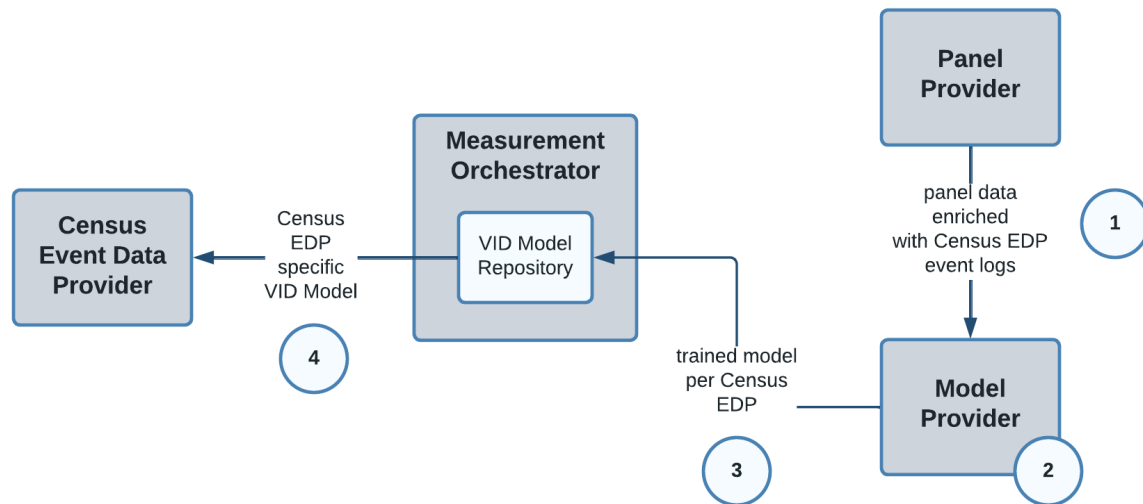 Panel
Provider
panel data
enriched
with Census EDP
event logs
1
Measurement
Orchestrator
VID Model
Repository
Census
Event Data
Provider
Census
EDP
specific
VID Model
4
trained model
per Census
EDP
3
Model
Provider
2